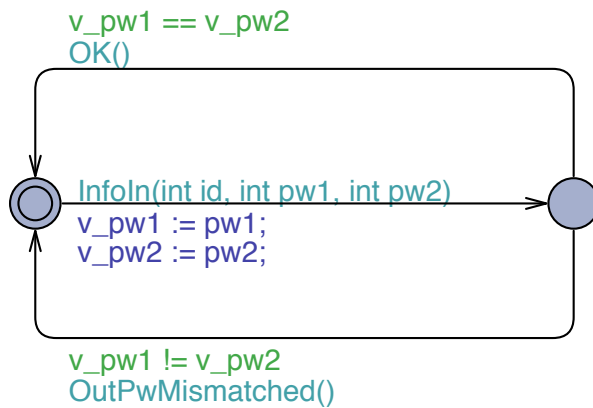 v_pw1 == v_pw2
OK()
InfoIn(int id, int pw1, int pw2)
v_pw1 := pw1;
v_pw2 := pw2;
v_pw1 != v_pw2
OutPwMismatched()